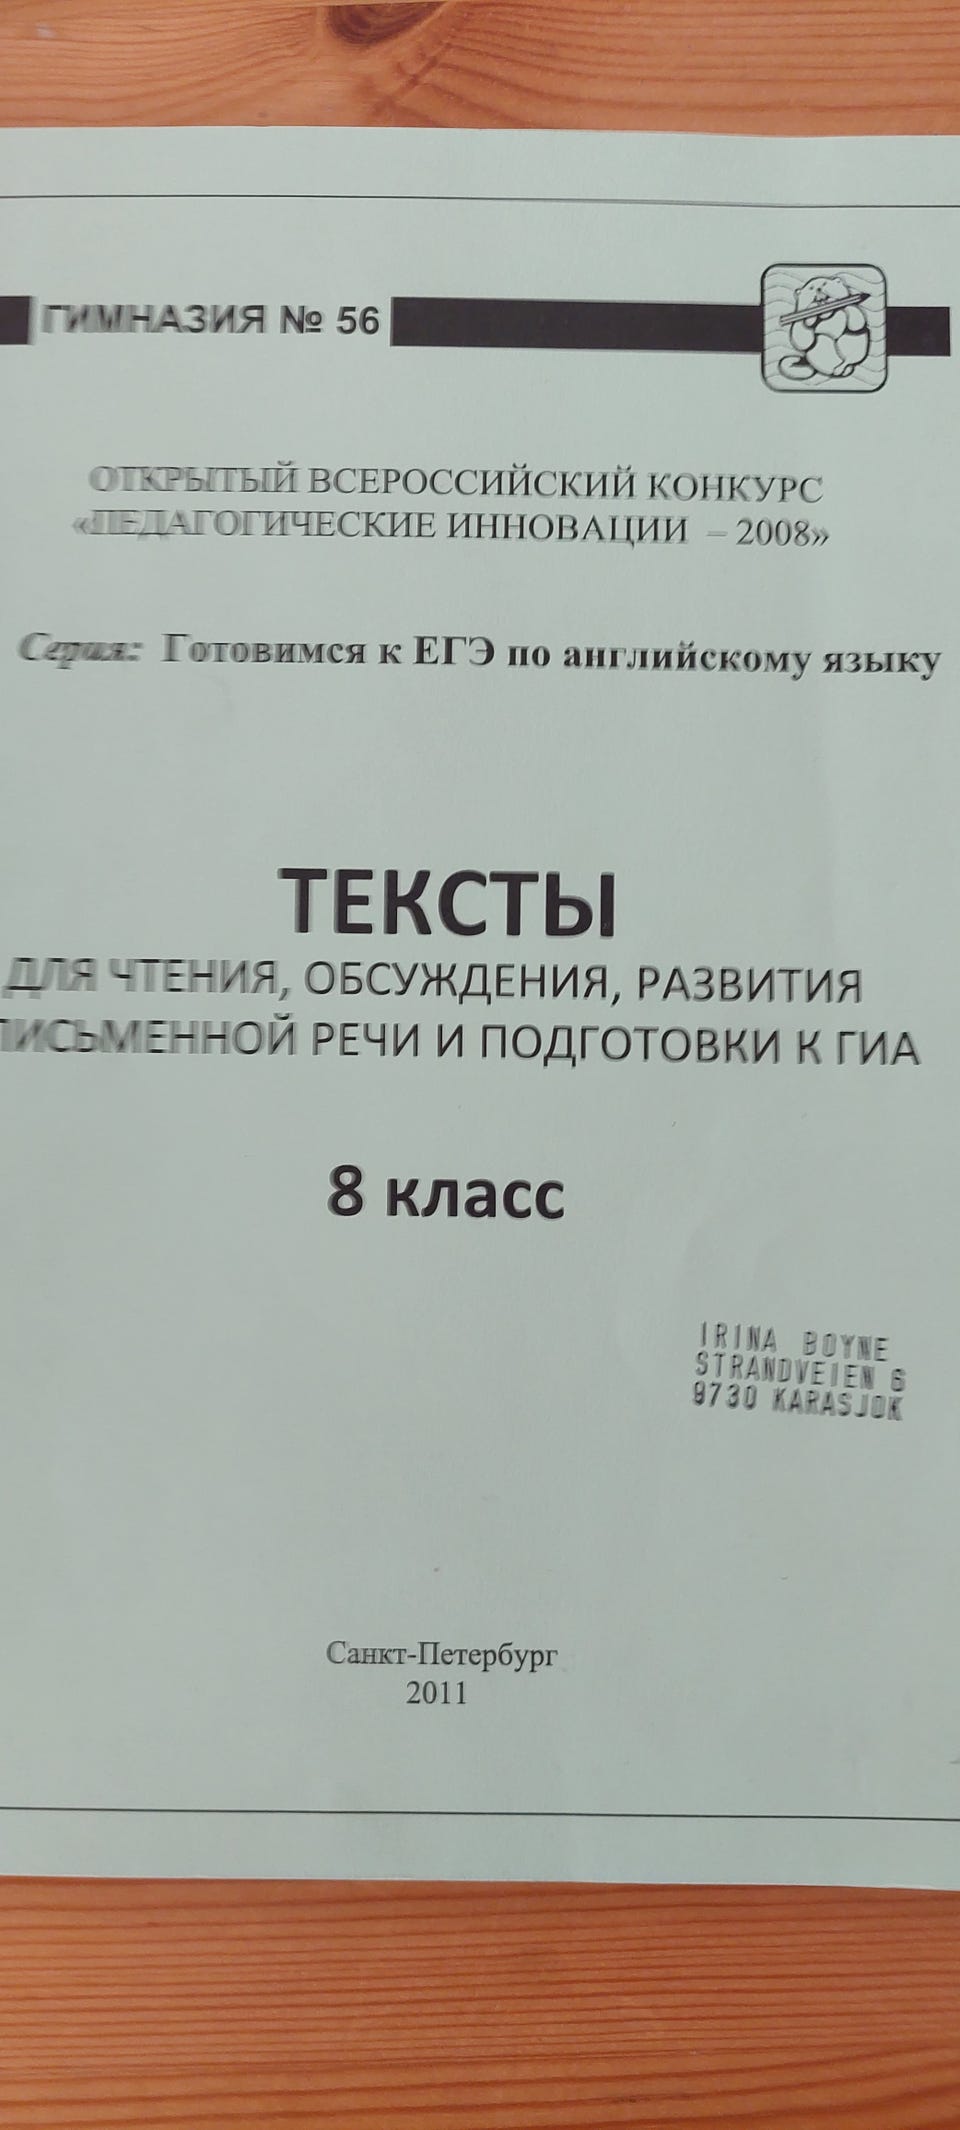 ГИМНАЗИЯ № 56
ОТКРЫТЫЙ ВСЕРОССИЙСКИЙ КОНКУРС
«ПЕДАГОГИЧЕСКИЕ ИННОВАЦИИ – 2008»
Серия: Готовимся к ЕГЭ по английскому языку
ТЕКСТЫ
ДЛЯ ЧТЕНИЯ, ОБСУЖДЕНИЯ, РАЗВИТИЯ
ПИСЬМЕННОЙ РЕЧИ И ПОДГОТОВКИ К ГИА
8 класс
IRINA BOYNE
STRANDVEIEN 6
9730 KARASJOK
Санкт-Петербург
2011